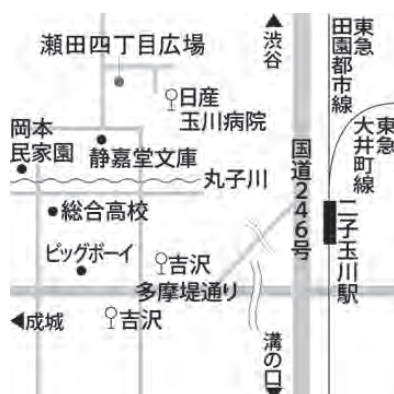 瀬田四丁目広場
▲渋谷
東急
田園都市線
日産
玉川病院
東急
大井町線
岡本
民家園
静嘉堂文庫
国道246号
丸子川
総合高校
二子玉川駅
ビッグボーイ
吉沢
多摩堤通り
◀成城
吉沢
溝の口▼